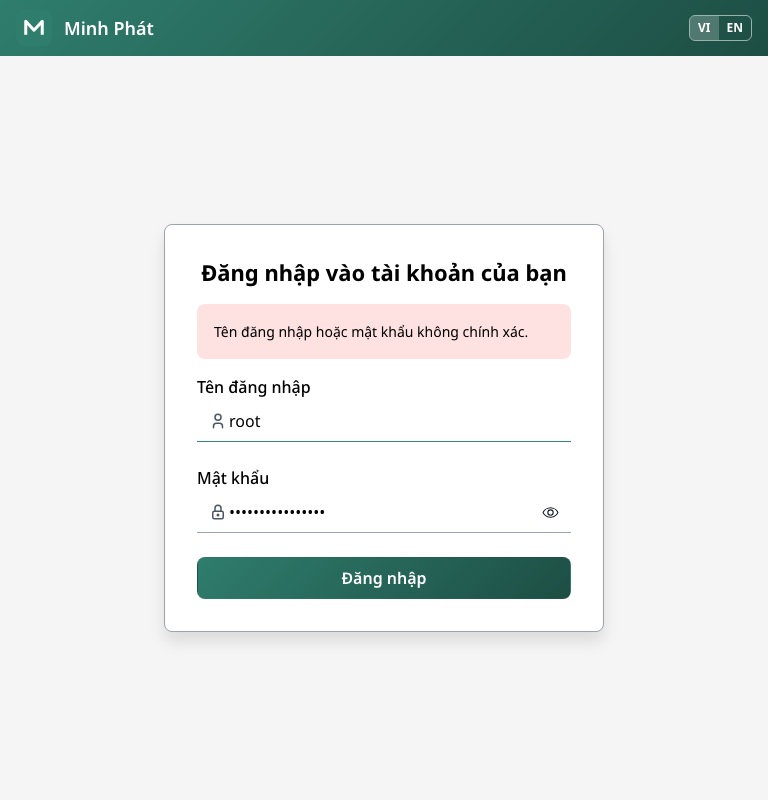 Minh Phát
VI EN
Đăng nhập vào tài khoản của bạn
Tên đăng nhập hoặc mật khẩu không chính xác.
Tên đăng nhập
root
Mật khẩu
••••••••••••••••
Đăng nhập